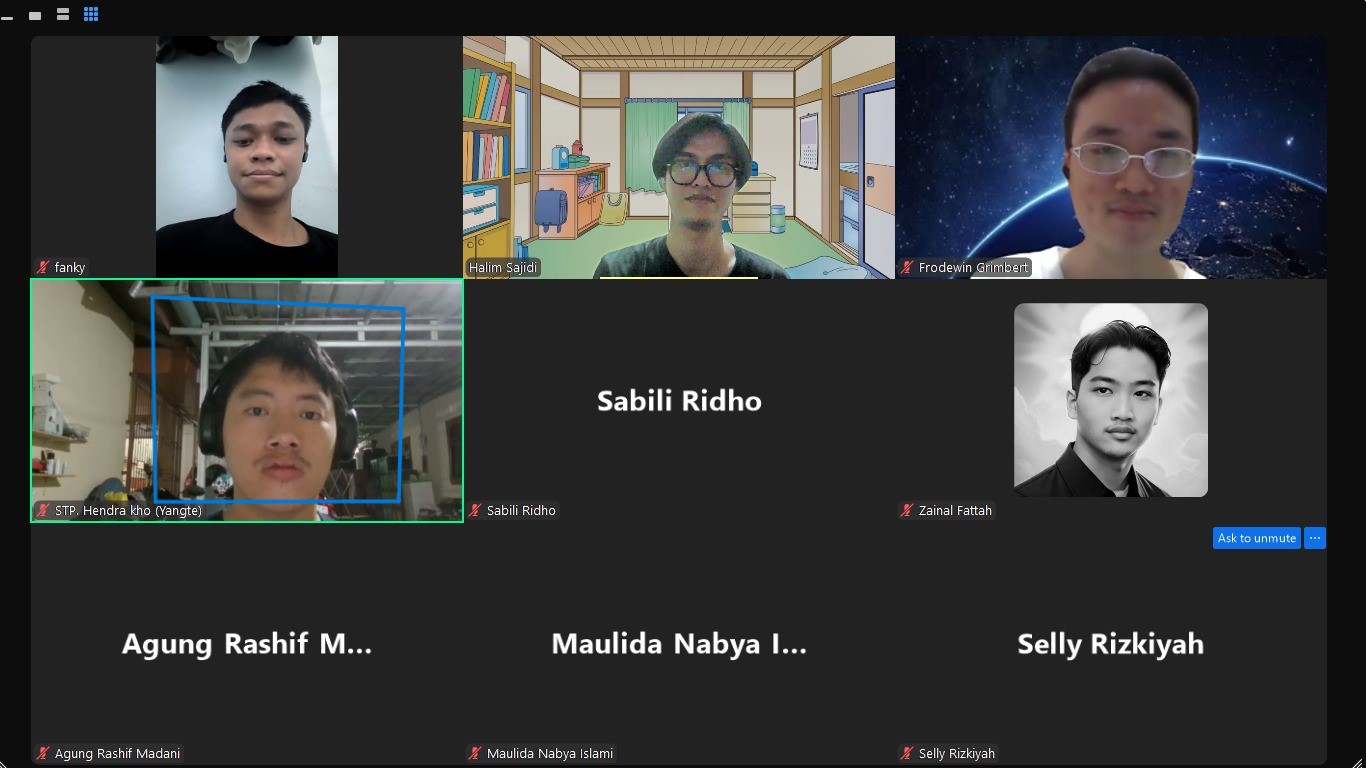 fanky
Halim Sajidi
Frodewin Grimbert
STP. Hendra kho (Yangte)
Sabili Ridho
Sabili Ridho
Zainal Fattah
Ask to unmute
...
Agung Rashif M...
Maulida Nabya I...
Selly Rizkiyah
Agung Rashif Madani
Maulida Nabya Islami
Selly Rizkiyah